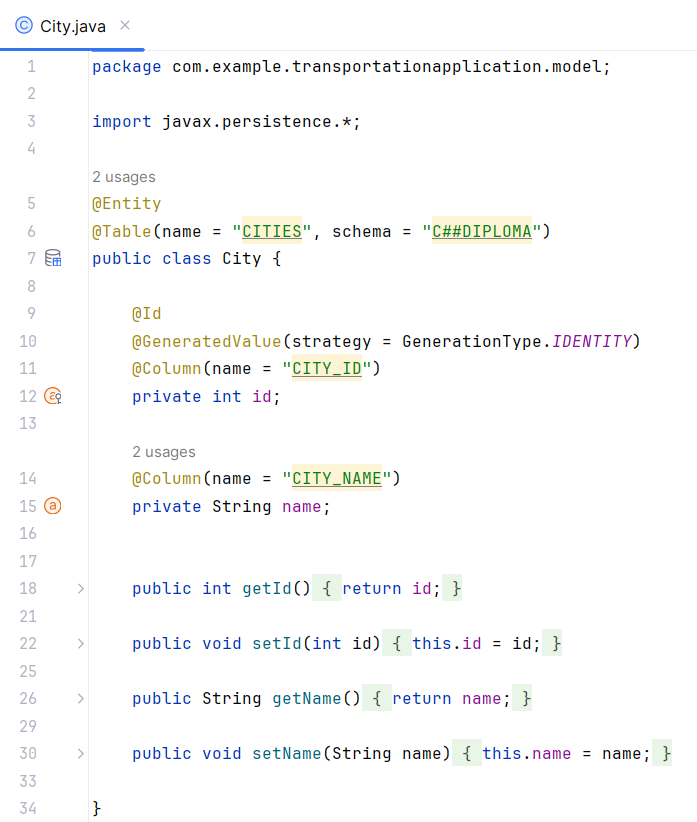 City.java
1 package com.example.transportationapplication.model;
2
3 import javax.persistence.*;
4
2 usages
5 @Entity
6 @Table(name = "CITIES", schema = "C##DIPLOMA")
7 public class City {
8
9 @Id
10 @GeneratedValue(strategy = GenerationType.IDENTITY)
11 @Column(name = "CITY_ID")
12 private int id;
13
2 usages
14 @Column(name = "CITY_NAME")
15 private String name;
16
17
18 public int getId() { return id; }
21
22 public void setId(int id) { this.id = id; }
25
26 public String getName() { return name; }
29
30 public void setName(String name) { this.name = name; }
33
34 }